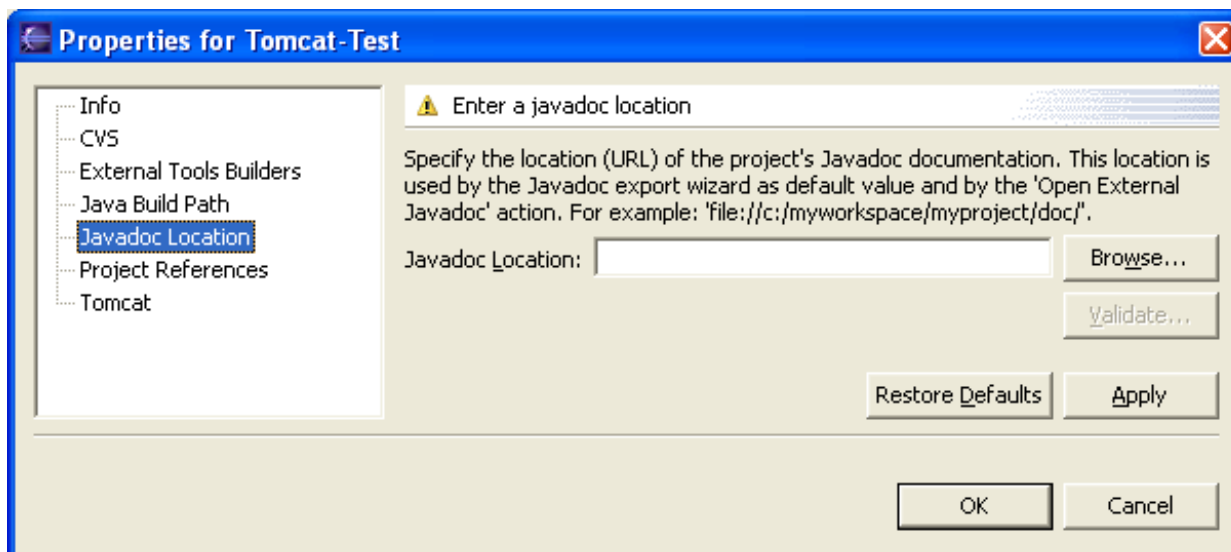 Properties for Tomcat-Test
Info
CVS
External Tools Builders
Java Build Path
Javadoc Location
Project References
Tomcat
Enter a javadoc location
Specify the location (URL) of the project's Javadoc documentation. This location is
used by the Javadoc export wizard as default value and by the 'Open External
Javadoc' action. For example: 'file://c:/myworkspace/myproject/doc/'.
Javadoc Location:
Browse...
Validate...
Restore Defaults
Apply
OK
Cancel